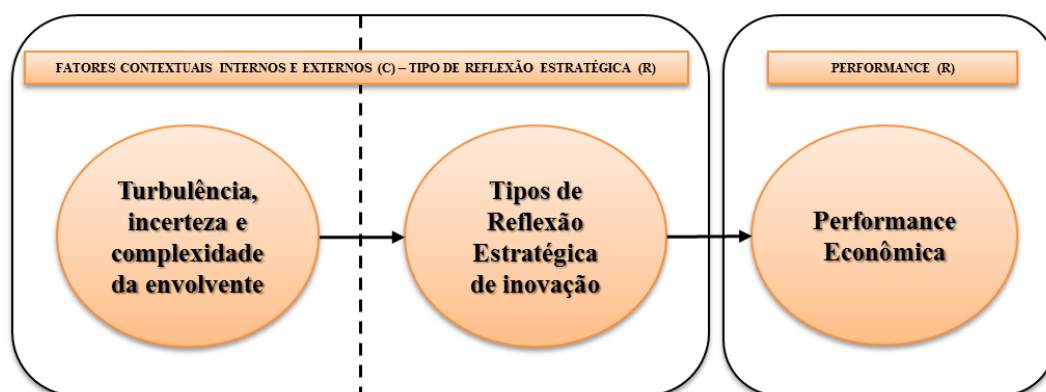 FATORES CONTEXTUAIS INTERNOS E EXTERNOS (C) – TIPO DE REFLEXÃO ESTRATÉGICA (R)
PERFORMANCE (R)
Turbulência,
incerteza e
complexidade
da envolvente
Tipos de
Reflexão
Estratégica
de inovação
Performance
Econômica